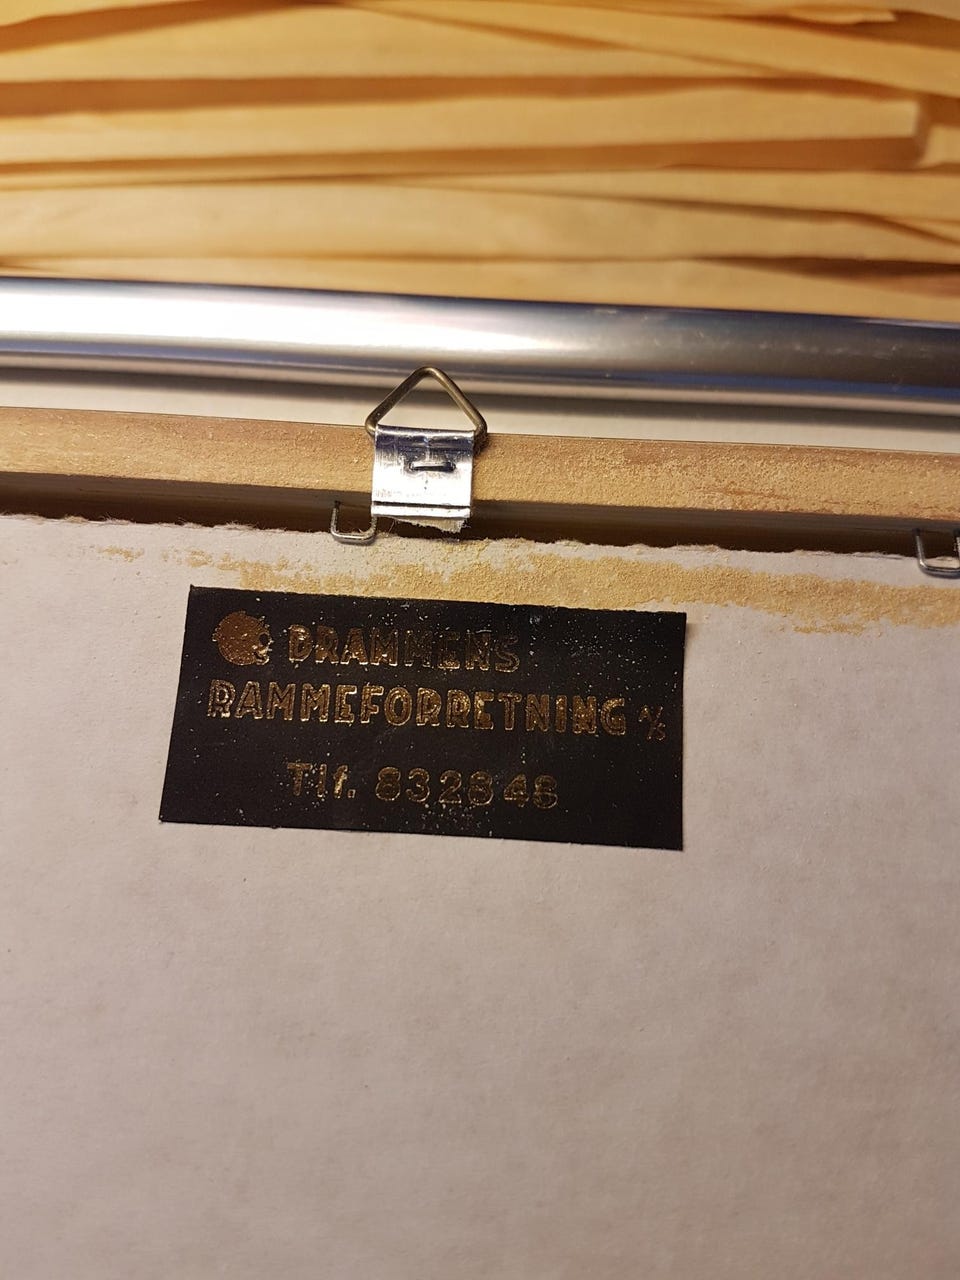 DRAMMENS
RAMMEFORRETNING A/S
Tlf. 832848